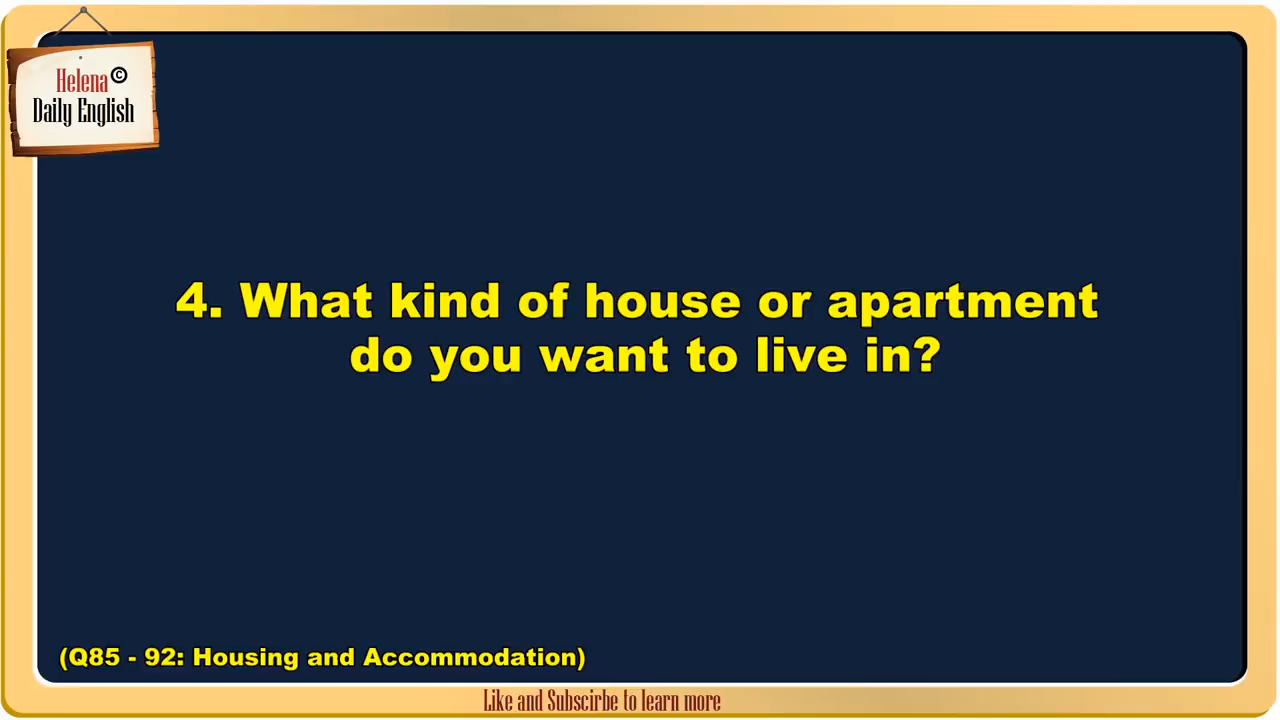 Helena ©
Daily English
4. What kind of house or apartment
do you want to live in?
(Q85 - 92: Housing and Accommodation)
Like and Subscirbe to learn more